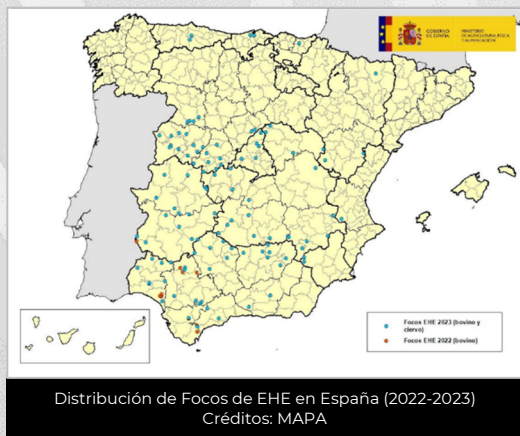 GOBIERNO
DE ESPAÑA
MINISTERIO
DE AGRICULTURA, PESCA
Y ALIMENTACIÓN
Focos EHE 2023 (bovino y
ciervo)
Focos EHE 2022 (bovino)
Distribución de Focos de EHE en España (2022-2023)
Créditos: MAPA